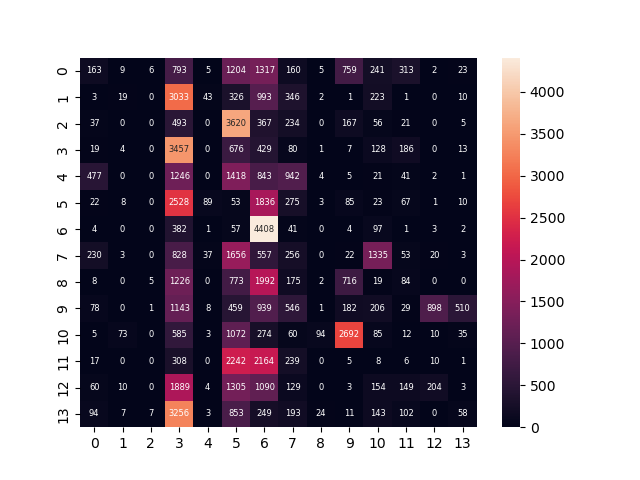 0 163 9 6 793 5 1204 1317 160 5 759 241 313 2 23
1 3 19 0 3033 43 326 993 346 2 1 223 1 0 10
2 37 0 0 493 0 3620 367 234 0 167 56 21 0 5
3 19 4 0 3457 0 676 429 80 1 7 128 186 0 13
4 477 0 0 1246 0 1418 843 942 4 5 21 41 2 1
5 22 8 0 2528 89 53 1836 275 3 85 23 67 1 10
6 4 0 0 382 1 57 4408 41 0 4 97 1 3 2
7 230 3 0 828 37 1656 557 256 0 22 1335 53 20 3
8 8 0 5 1226 0 773 1992 175 2 716 19 84 0 0
9 78 0 1 1143 8 459 939 546 1 182 206 29 898 510
10 5 73 0 585 3 1072 274 60 94 2692 85 12 10 35
11 17 0 0 308 0 2242 2164 239 0 5 8 6 10 1
12 60 10 0 1889 4 1305 1090 129 0 3 154 149 204 3
13 94 7 7 3256 3 853 249 193 24 11 143 102 0 58
0 1 2 3 4 5 6 7 8 9 10 11 12 13
4000
3500
3000
2500
2000
1500
1000
500
0